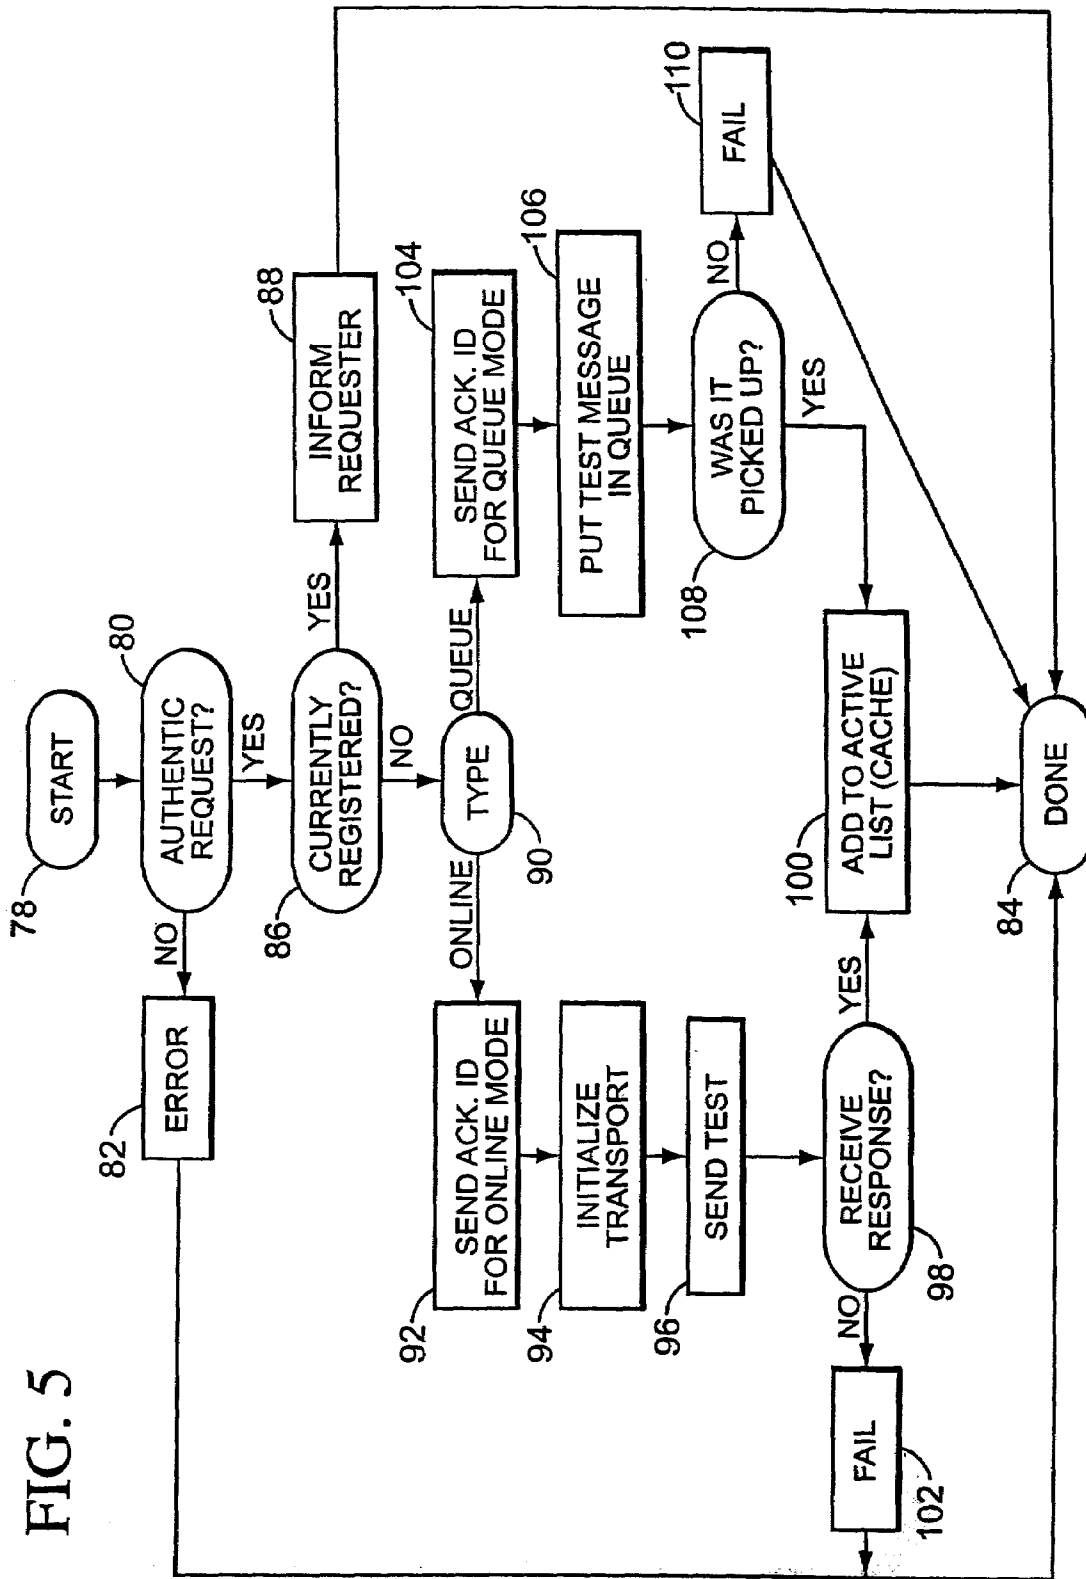 FIG. 5
78
START
80
AUTHENTIC
REQUEST?
NO
YES
82
ERROR
86
CURRENTLY
REGISTERED?
YES
NO
88
INFORM
REQUESTER
90
TYPE
ONLINE
QUEUE
92
SEND ACK. ID
FOR ONLINE MODE
94
INITIALIZE
TRANSPORT
96
SEND TEST
98
RECEIVE
RESPONSE?
NO
YES
102
FAIL
104
SEND ACK. ID
FOR QUEUE MODE
106
PUT TEST MESSAGE
IN QUEUE
108
WAS IT
PICKED UP?
NO
YES
110
FAIL
100
ADD TO ACTIVE
LIST (CACHE)
84
DONE